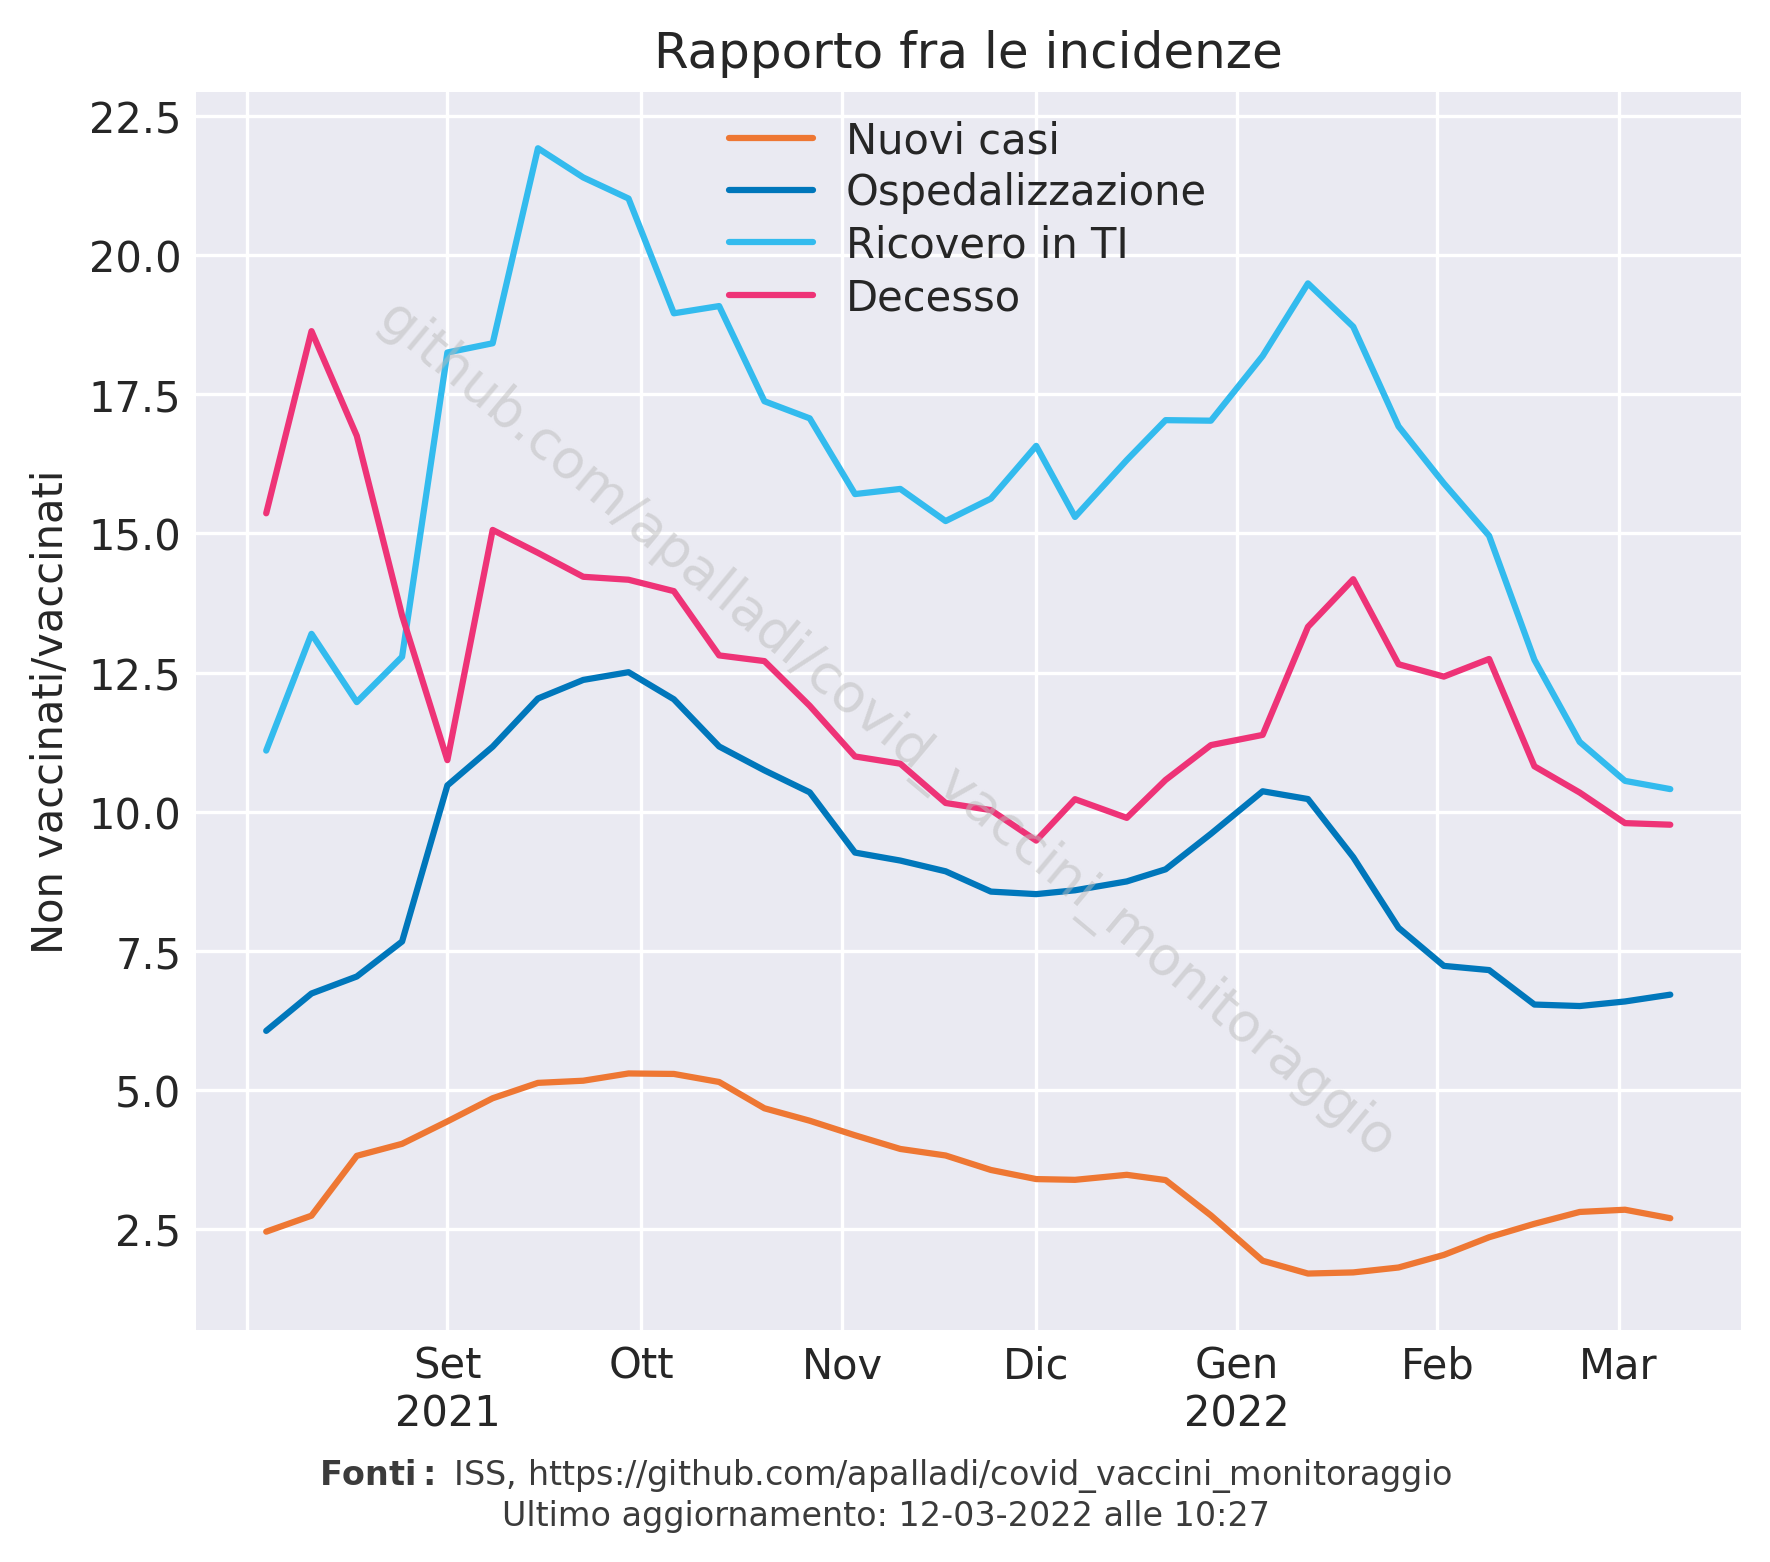 Rapporto fra le incidenze
Non vaccinati/vaccinati
22.5
20.0
17.5
15.0
12.5
10.0
7.5
5.0
2.5
Nuovi casi
Ospedalizzazione
Ricovero in TI
Decesso
github.com/apalladi/covid_vaccini_monitoraggio
Set Ott Nov Dic Gen Feb Mar
2021 2022
Fonti: ISS, https://github.com/apalladi/covid_vaccini_monitoraggio
Ultimo aggiornamento: 12-03-2022 alle 10:27